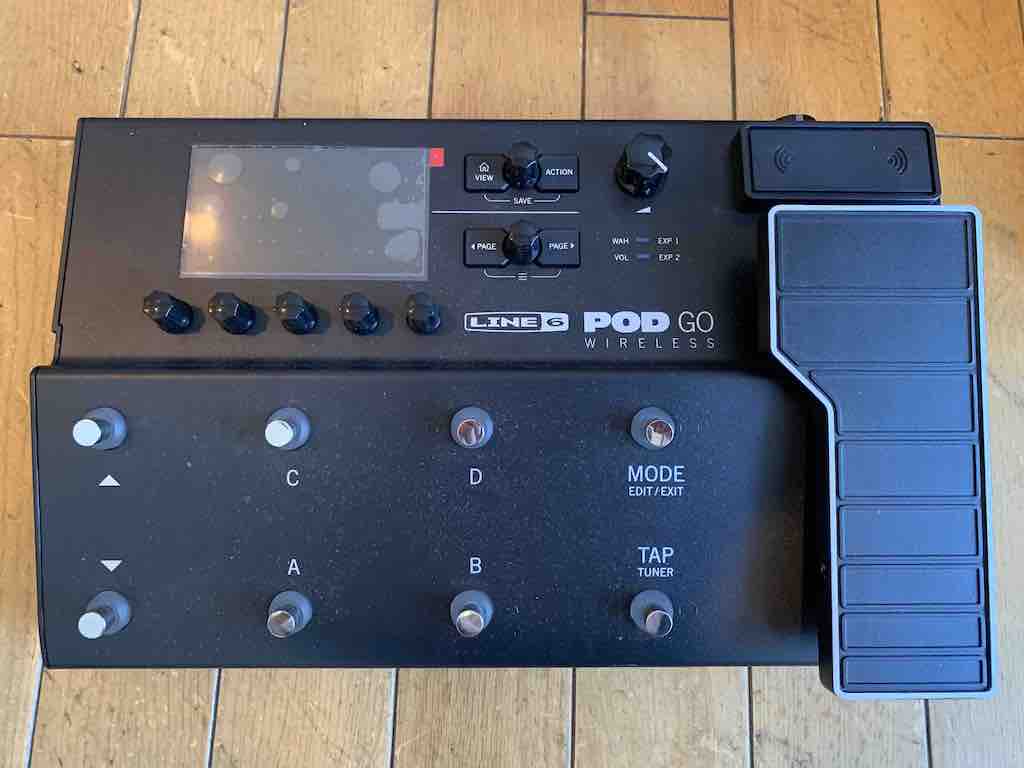 VIEW
ACTION
SAVE
PAGE
PAGE
WAH EXP 1
VOL EXP 2
LINE 6 POD GO
WIRELESS
C
D
MODE
EDIT/EXIT
A
B
TAP
TUNER